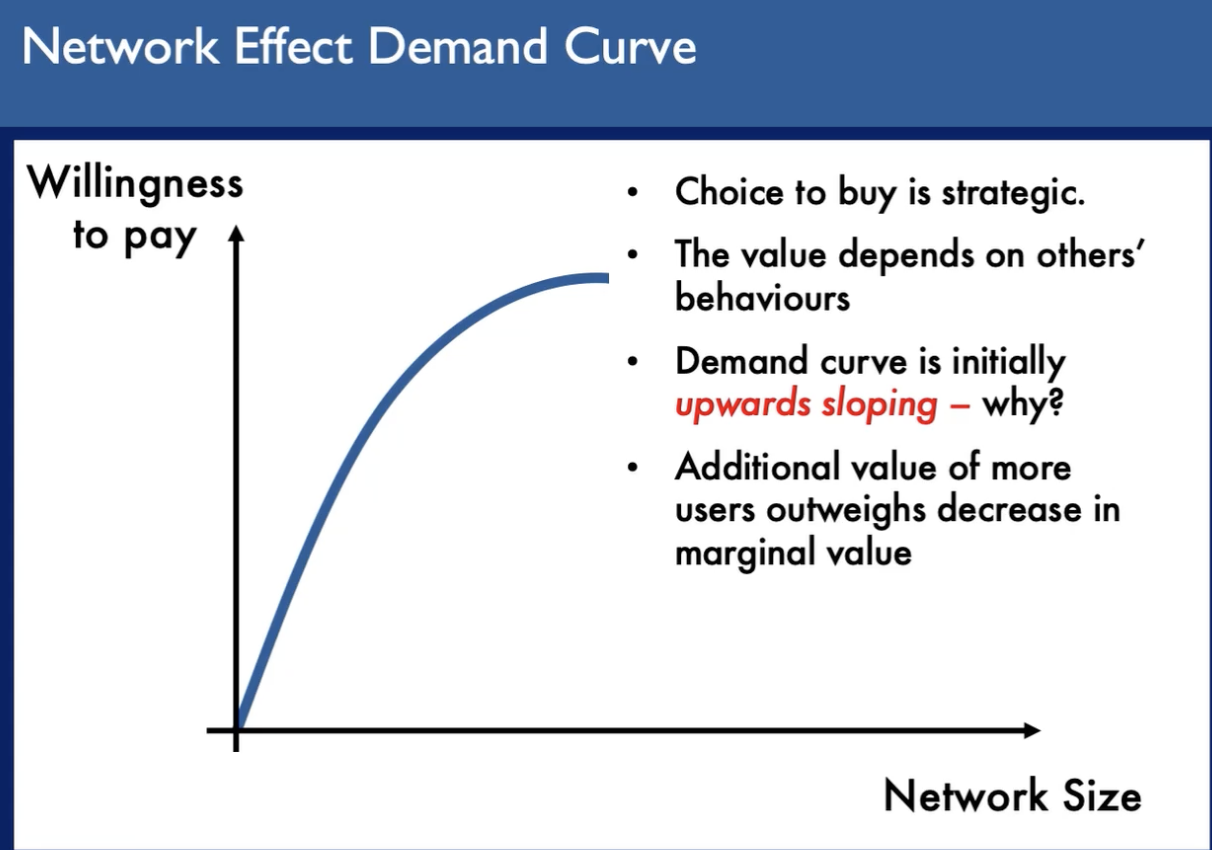 Network Effect Demand Curve
Willingness
to pay
• Choice to buy is strategic.
• The value depends on others’
behaviours
• Demand curve is initially
upwards sloping – why?
• Additional value of more
users outweighs decrease in
marginal value
Network Size